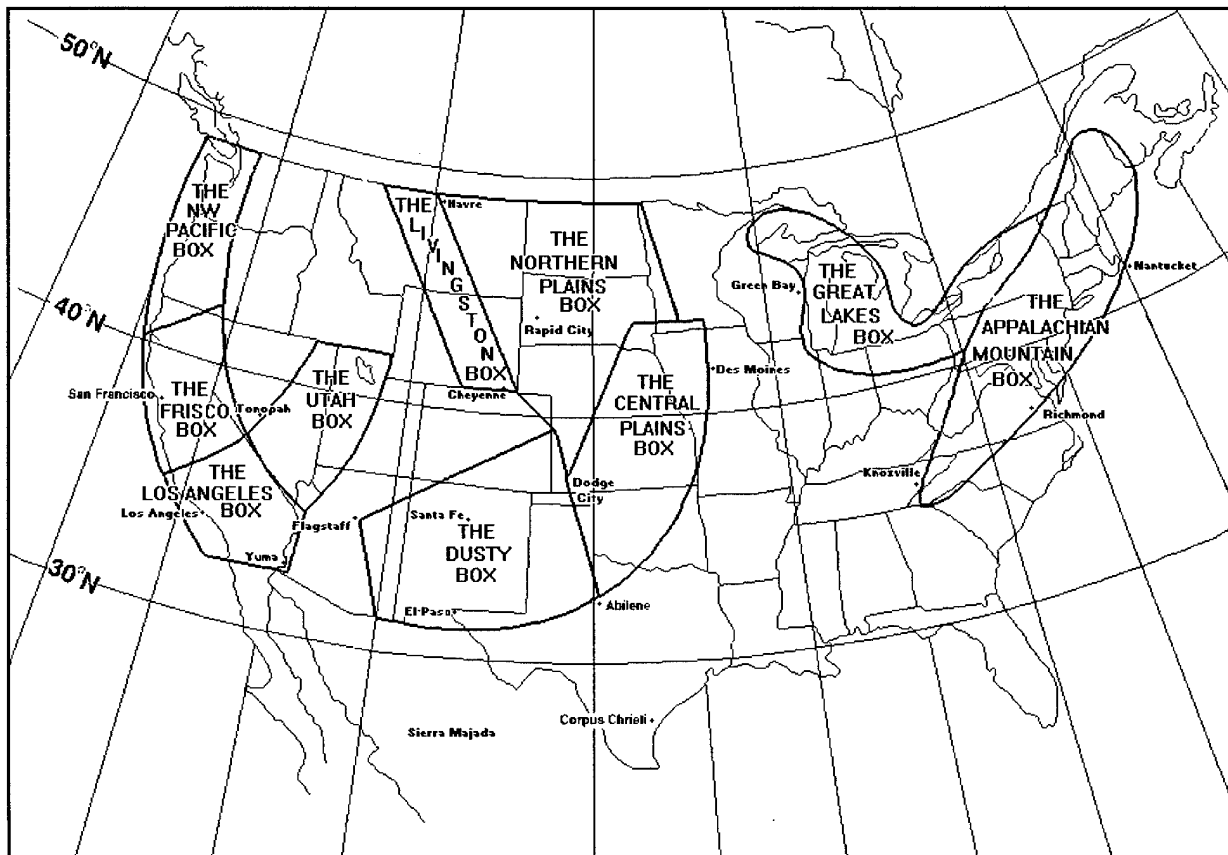 50°N
40°N
30°N
THE
NW
PACIFIC
BOX
THE
LIVINGSTON
BOX
Havre
THE
NORTHERN
PLAINS
BOX
Rapid City
Green Bay
THE
GREAT
LAKES
BOX
Nantucket
THE
APPALACHIAN
MOUNTAIN
BOX
Richmond
Knoxville
San Francisco
THE
FRISCO
BOX
Tonopah
THE
UTAH
BOX
Cheyenne
THE
CENTRAL
PLAINS
BOX
Des Moines
THE
LOS ANGELES
BOX
Los Angeles
Yuma
Flagstaff
Santa Fe
Dodge
City
THE
DUSTY
BOX
El Paso
Abilene
Corpus Chrieli
Sierra Majada